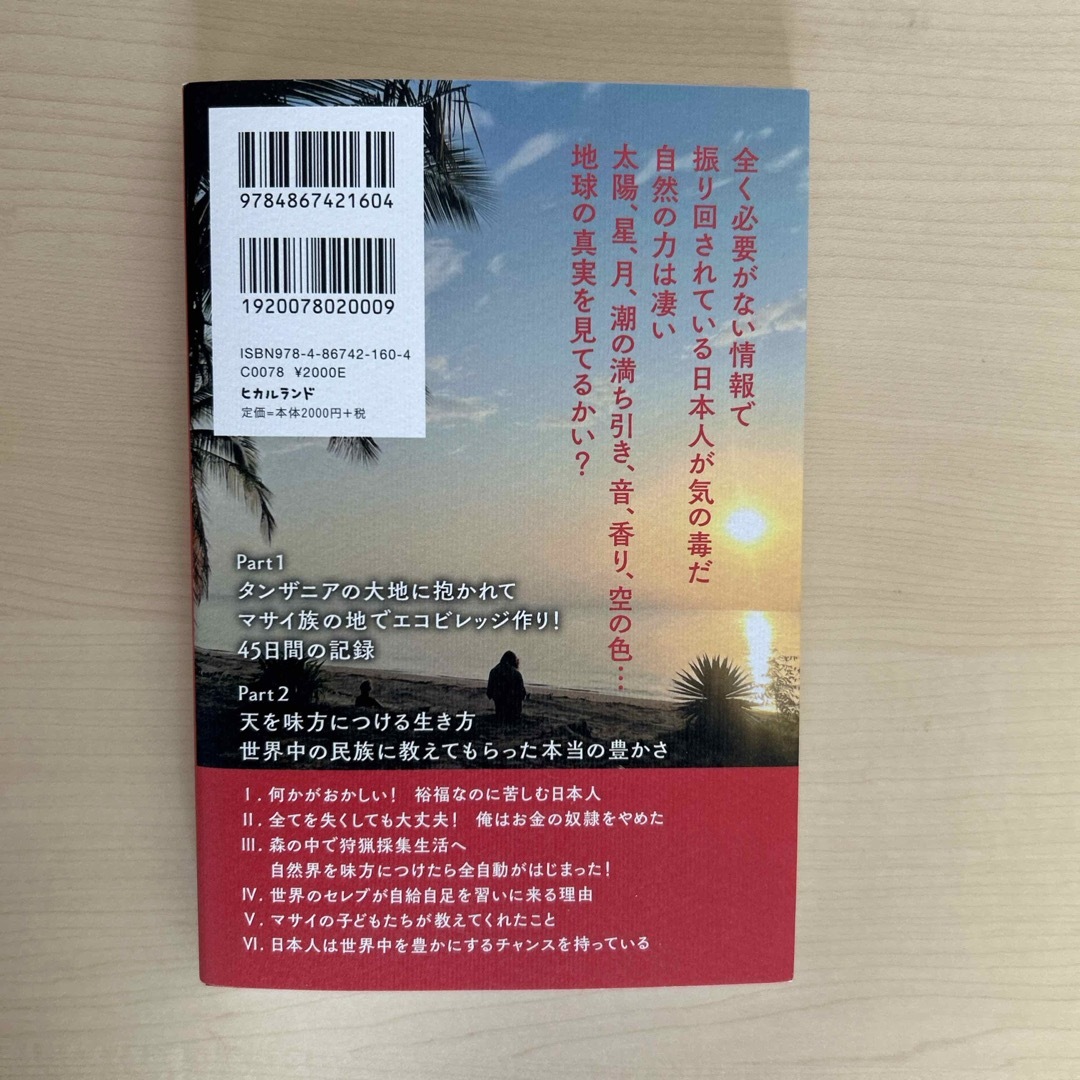 9784867421604
1920078020009
ISBN978-4-86742-160-4
C0078 ¥2000E
ヒカルランド
定価=本体2000円+税
全く必要がない情報で
振り回されている日本人が気の毒だ
自然の力は凄い
太陽、星、月、潮の満ち引き、音、香り、空の色…
地球の真実を見てるかい?
Part1
タンザニアの大地に抱かれて
マサイ族の地でエコビレッジ作り!
45日間の記録
Part2
天を味方につける生き方
世界中の民族に教えてもらった本当の豊かさ
Ⅰ. 何かがおかしい! 裕福なのに苦しむ日本人
Ⅱ. 全てを失くしても大丈夫! 俺はお金の奴隷をやめた
Ⅲ. 森の中で狩猟採集生活へ
自然界を味方につけたら全自動がはじまった!
Ⅳ. 世界のセレブが自給自足を習いに来る理由
Ⅴ. マサイの子どもたちが教えてくれたこと
Ⅵ. 日本人は世界中を豊かにするチャンスを持っている